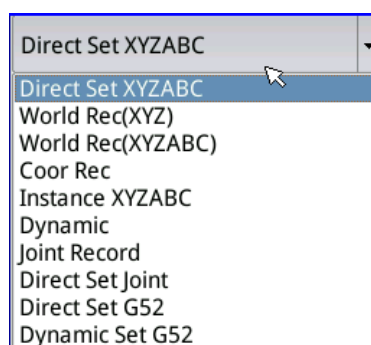 Direct Set XYZABC
Direct Set XYZABC
World Rec(XYZ)
World Rec(XYZABC)
Coor Rec
Instance XYZABC
Dynamic
Joint Record
Direct Set Joint
Direct Set G52
Dynamic Set G52